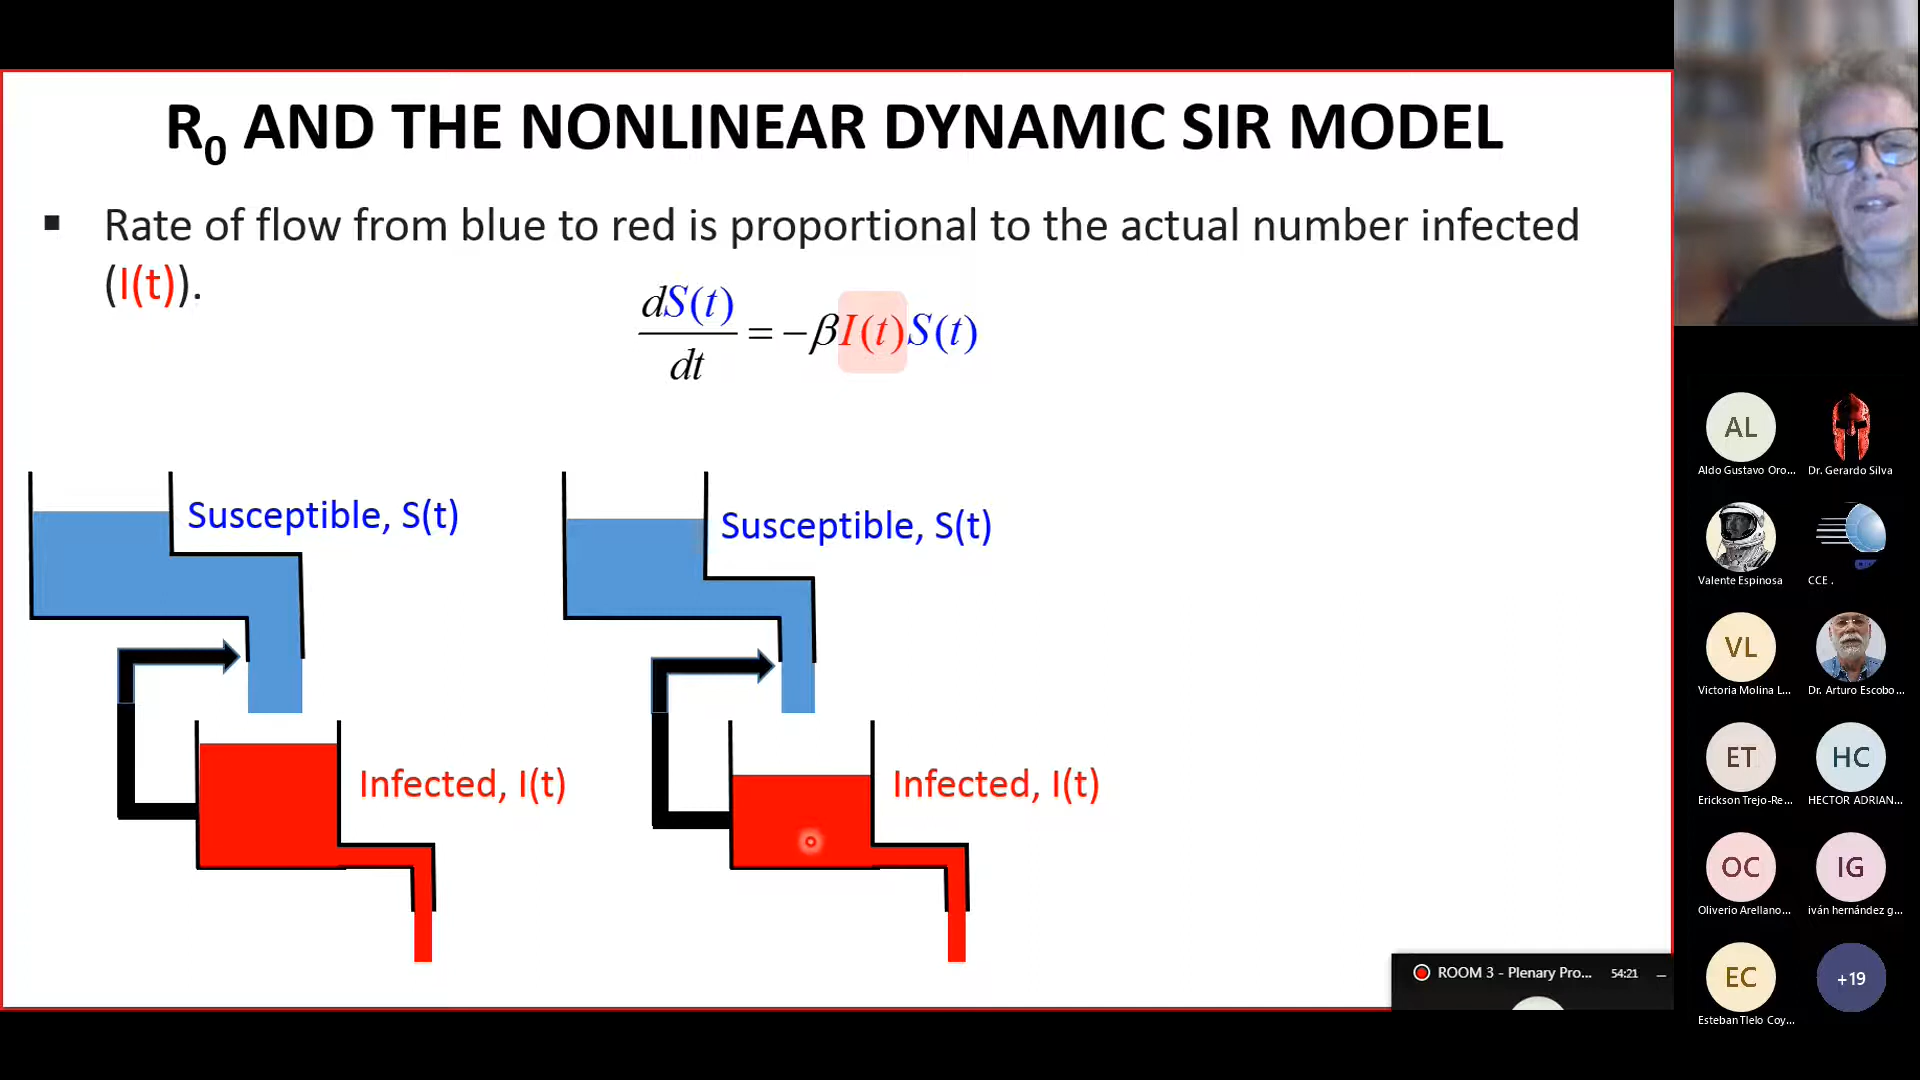 R0 AND THE NONLINEAR DYNAMIC SIR MODEL
▪ Rate of flow from blue to red is proportional to the actual number infected
(I(t)).
dS(t)/dt = −βI(t)S(t)
Susceptible, S(t)
Susceptible, S(t)
Infected, I(t)
Infected, I(t)
ROOM 3 - Plenary Pro... 54:21
AL
Aldo Gustavo Oro...
Dr. Gerardo Silva
Valente Espinosa
CCE .
VL
Victoria Molina L...
Dr. Arturo Escobo...
ET
Erickson Trejo-Re...
HC
HECTOR ADRIAN...
OC
Oliverio Arellano...
IG
iván hernández g...
EC
Esteban Tlelo Coy...
+19